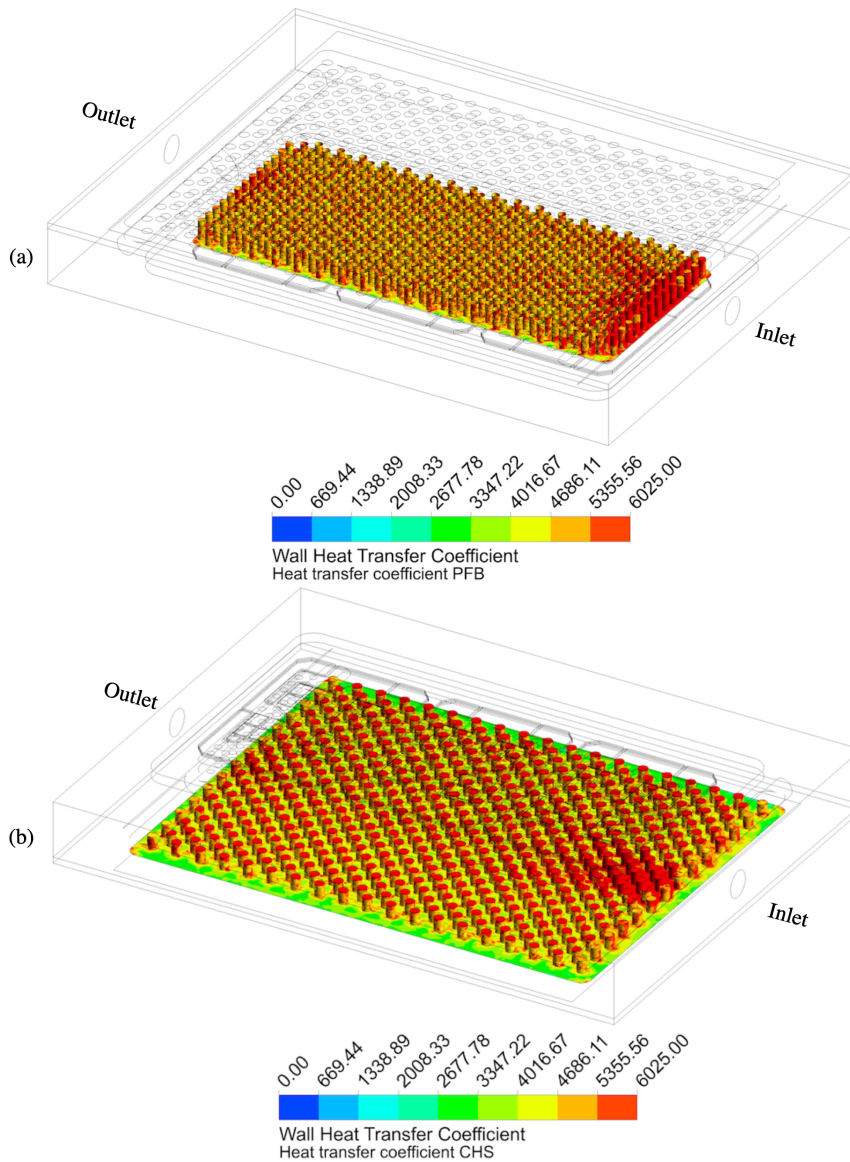 Outlet
(a)
Inlet
0.00 669.44 1338.89 2008.33 2677.78 3347.22 4016.67 4686.11 5355.56 6025.00
Wall Heat Transfer Coefficient
Heat transfer coefficient PFB
Outlet
(b)
Inlet
0.00 669.44 1338.89 2008.33 2677.78 3347.22 4016.67 4686.11 5355.56 6025.00
Wall Heat Transfer Coefficient
Heat transfer coefficient CHS